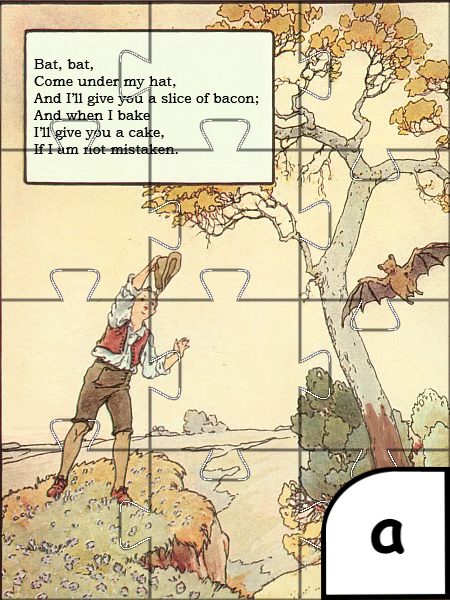 Bat, bat,
Come under my hat,
And I'll give you a slice of bacon;
And when I bake
I'll give you a cake,
If I am not mistaken.
a